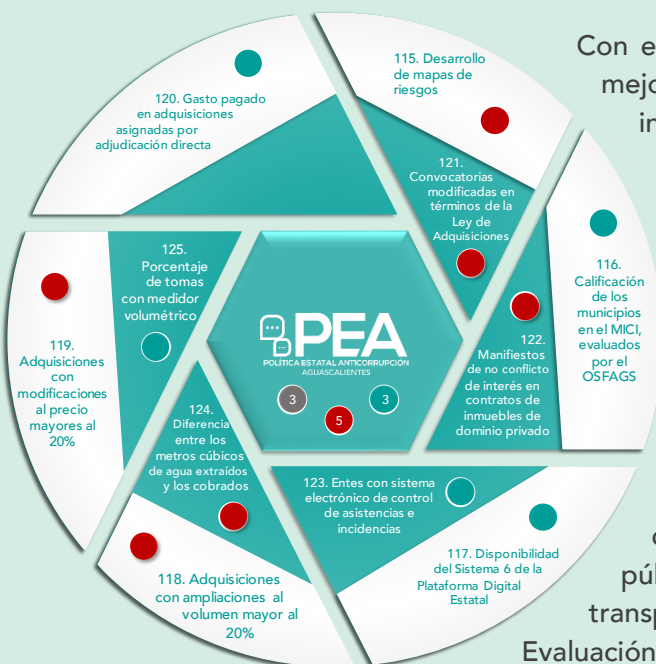 Con e
mejo
in
120. Gasto pagado
en adquisiciones
asignadas por
adjudicación directa
115. Desarrollo
de mapas de
riesgos
121.
Convocatorias
modificadas en
términos de la
Ley de
Adquisiciones
116.
Calificación
de los
municipios
en el MICI,
evaluados
por el
OSFAGS
122.
Manifiestos
de no conflicto
de interés en
contratos de
inmuebles de
dominio privado
125.
Porcentaje
de tomas
con medidor
volumétrico
119.
Adquisiciones
con
modificaciones
al precio
mayores al
20%
PEA
POLÍTICA ESTATAL ANTICORRUPCIÓN
AGUASCALIENTES
3
5
3
124.
Diferencia
entre los
metros cúbicos
de agua extraídos
y los cobrados
123. Entes con sistema
electrónico de control
de asistencias e
incidencias
117. Disponibilidad
del Sistema 6 de la
Plataforma Digital
Estatal
118. Adquisiciones
con ampliaciones al
volumen mayor al
20%
púb
transp
Evaluación